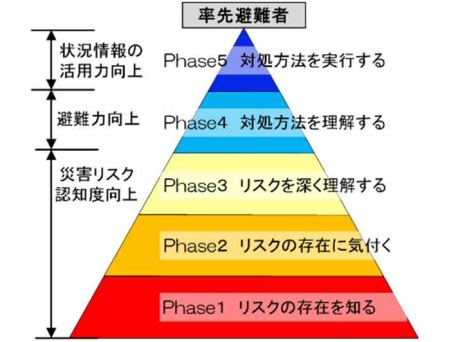 率先避難者
状況情報の
活用力向上
Phase5 対処方法を実行する
避難力向上
Phase4 対処方法を理解する
災害リスク
認知度向上
Phase3 リスクを深く理解する
Phase2 リスクの存在に気付く
Phase1 リスクの存在を知る